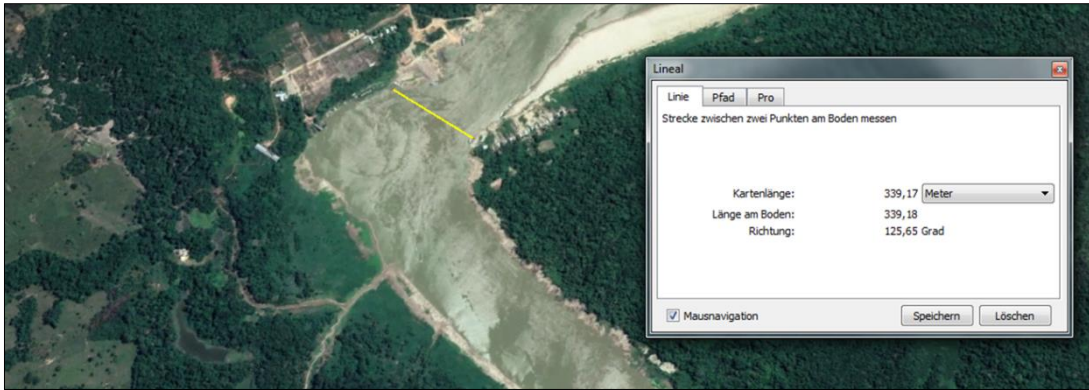 Lineal
Linie Pfad Pro
Strecke zwischen zwei Punkten am Boden messen
Kartenlänge: 339,17 Meter
Länge am Boden: 339,18
Richtung: 125,65 Grad
Mausnavigation Speichern Löschen